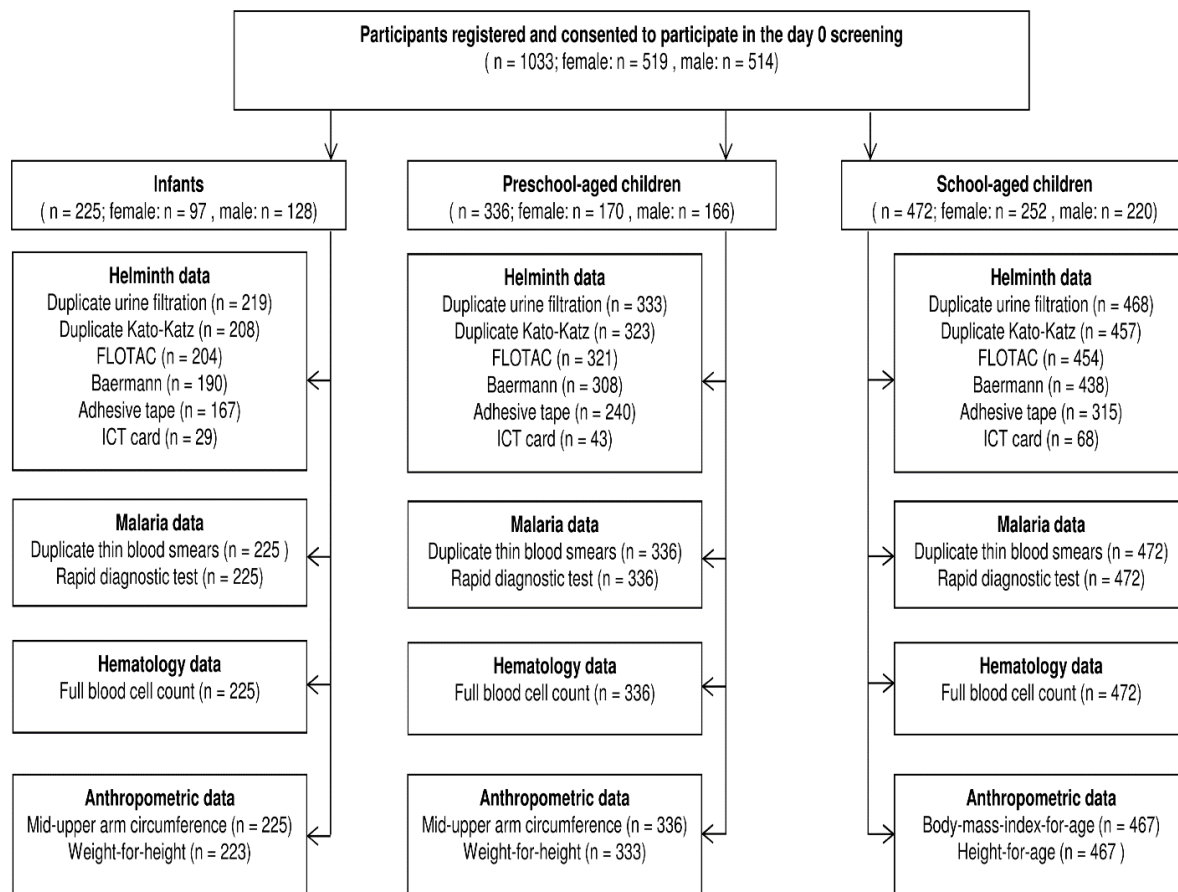 Participants registered and consented to participate in the day 0 screening
( n = 1033; female: n = 519 , male: n = 514)
Infants
( n = 225; female: n = 97 , male: n = 128)
Helminth data
Duplicate urine filtration (n = 219)
Duplicate Kato-Katz (n = 208)
FLOTAC (n = 204)
Baermann (n = 190)
Adhesive tape (n = 167)
ICT card (n = 29)
Malaria data
Duplicate thin blood smears (n = 225 )
Rapid diagnostic test (n = 225)
Hematology data
Full blood cell count (n = 225)
Anthropometric data
Mid-upper arm circumference (n = 225)
Weight-for-height (n = 223)
Preschool-aged children
( n = 336; female: n = 170 , male: n = 166)
Helminth data
Duplicate urine filtration (n = 333)
Duplicate Kato-Katz (n = 323)
FLOTAC (n = 321)
Baermann (n = 308)
Adhesive tape (n = 240)
ICT card (n = 43)
Malaria data
Duplicate thin blood smears (n = 336)
Rapid diagnostic test (n = 336)
Hematology data
Full blood cell count (n = 336)
Anthropometric data
Mid-upper arm circumference (n = 336)
Weight-for-height (n = 333)
School-aged children
( n = 472; female: n = 252 , male: n = 220)
Helminth data
Duplicate urine filtration (n = 468)
Duplicate Kato-Katz (n = 457)
FLOTAC (n = 454)
Baermann (n = 438)
Adhesive tape (n = 315)
ICT card (n = 68)
Malaria data
Duplicate thin blood smears (n = 472)
Rapid diagnostic test (n = 472)
Hematology data
Full blood cell count (n = 472)
Anthropometric data
Body-mass-index-for-age (n = 467)
Height-for-age (n = 467 )